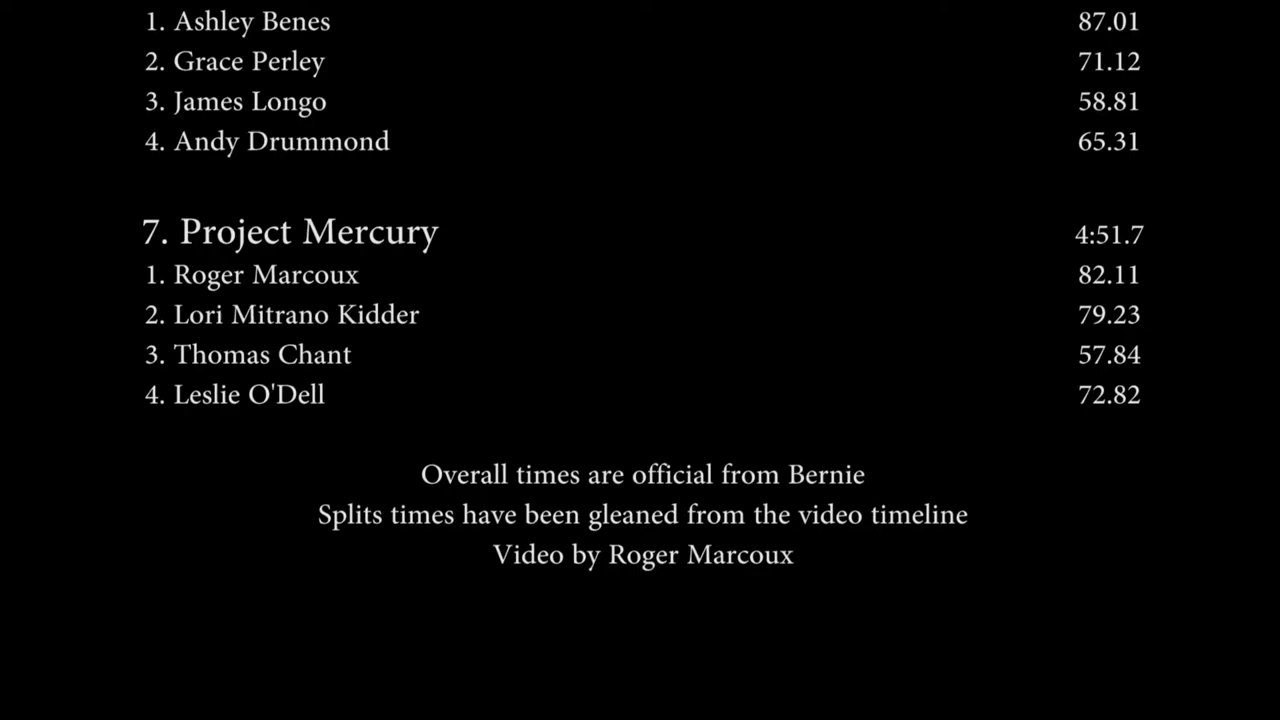 1. Ashley Benes 87.01
2. Grace Perley 71.12
3. James Longo 58.81
4. Andy Drummond 65.31
7. Project Mercury 4:51.7
1. Roger Marcoux 82.11
2. Lori Mitrano Kidder 79.23
3. Thomas Chant 57.84
4. Leslie O'Dell 72.82
Overall times are official from Bernie
Splits times have been gleaned from the video timeline
Video by Roger Marcoux